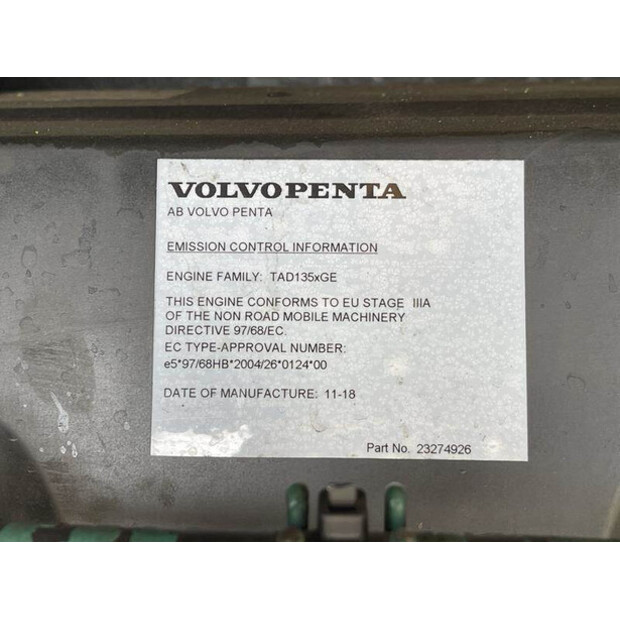 VOLVO PENTA
AB VOLVO PENTA
EMISSION CONTROL INFORMATION
ENGINE FAMILY: TAD135xGE
THIS ENGINE CONFORMS TO EU STAGE IIIA
OF THE NON ROAD MOBILE MACHINERY
DIRECTIVE 97/68/EC.
EC TYPE-APPROVAL NUMBER:
e5*97/68HB*2004/26*0124*00
DATE OF MANUFACTURE: 11-18
Part No. 23274926